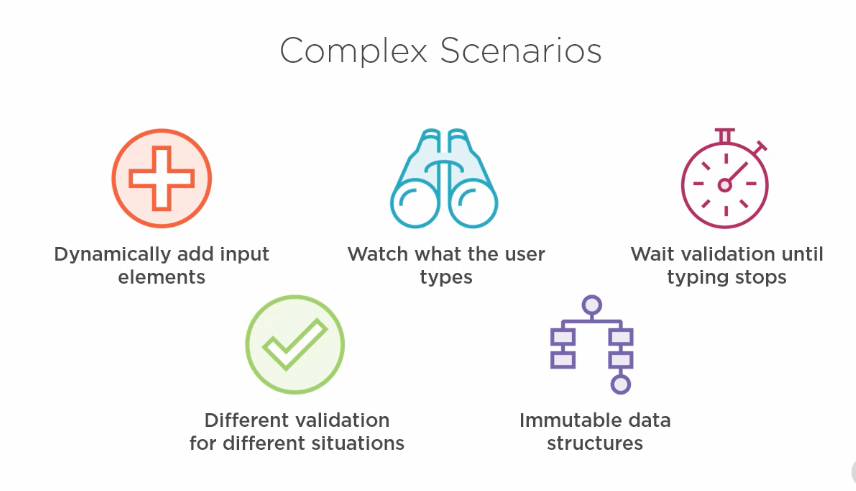 Complex Scenarios
Dynamically add input
elements
Watch what the user
types
Wait validation until
typing stops
Different validation
for different situations
Immutable data
structures